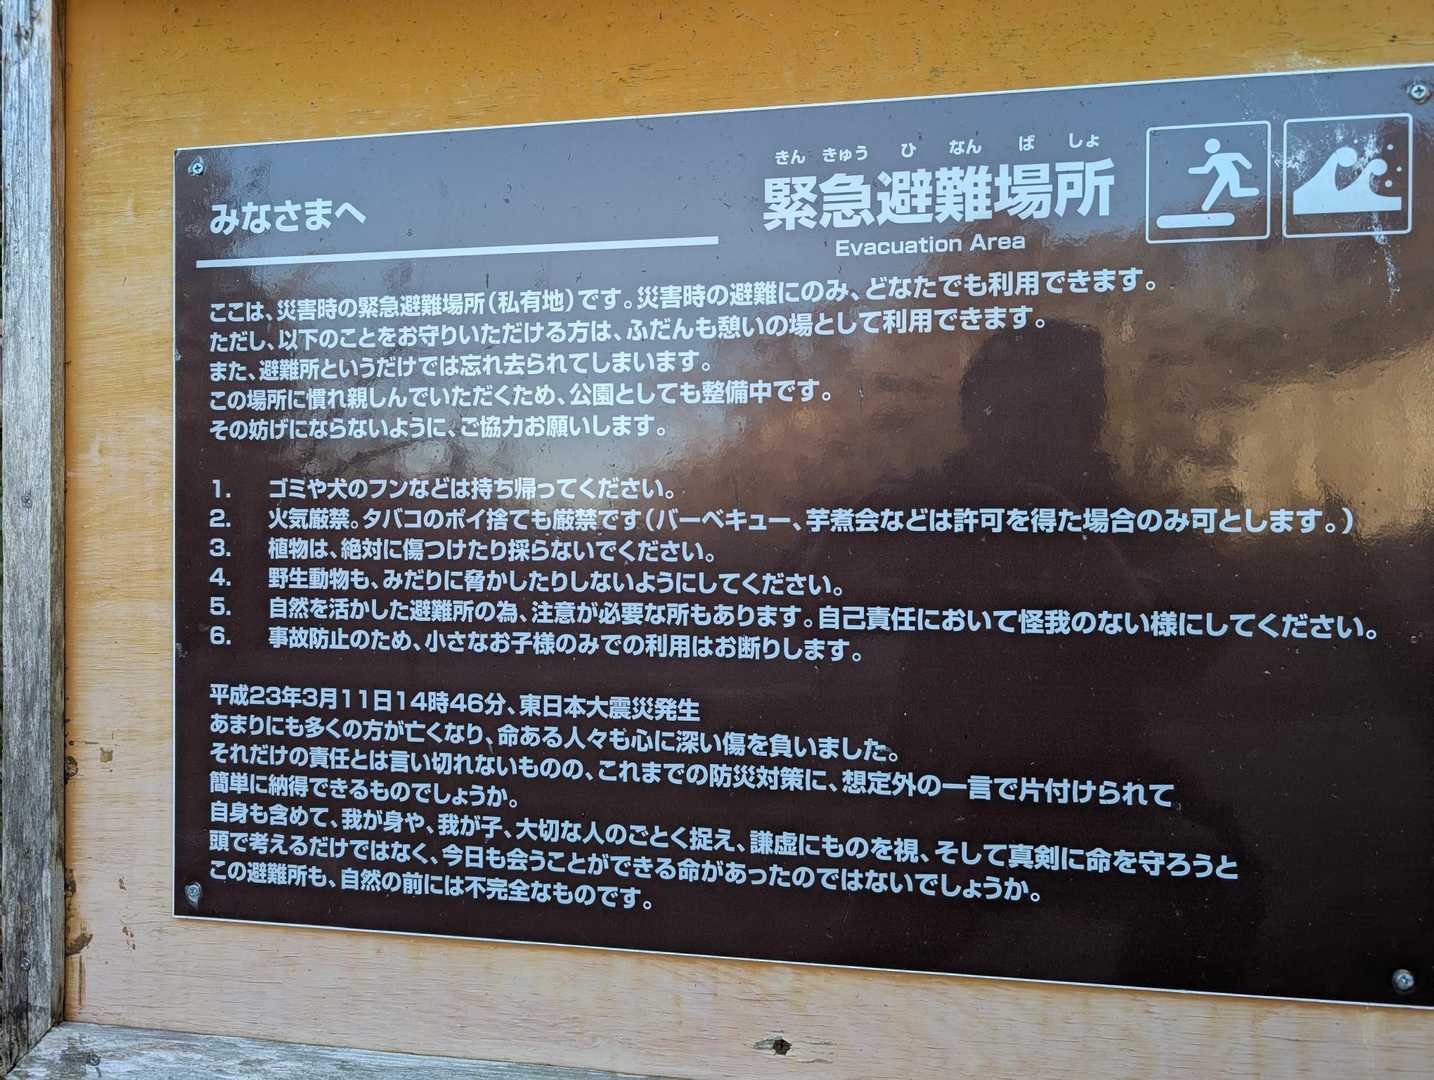 みなさまへ
きんきゅうひなんばしょ
緊急避難場所
Evacuation Area
ここは、災害時の緊急避難場所(私有地)です。災害時の避難にのみ、どなたでも利用できます。
ただし、以下のことをお守りいただける方は、ふだんも憩いの場として利用できます。
また、避難所というだけでは忘れ去られてしまいます。
この場所に慣れ親しんでいただくため、公園としても整備中です。
その妨げにならないように、ご協力お願いします。
1. ゴミや犬のフンなどは持ち帰ってください。
2. 火気厳禁。タバコのポイ捨ても厳禁です(バーベキュー、芋煮会などは許可を得た場合のみ可とします。)
3. 植物は、絶対に傷つけたり採らないでください。
4. 野生動物も、みだりに脅かしたりしないようにしてください。
5. 自然を活かした避難所の為、注意が必要な所もあります。自己責任において怪我のない様にしてください。
6. 事故防止のため、小さなお子様のみでの利用はお断りします。
平成23年3月11日14時46分、東日本大震災発生
あまりにも多くの方が亡くなり、命ある人々も心に深い傷を負いました。
それだけの責任とは言い切れないものの、これまでの防災対策に、想定外の一言で片付けられて
簡単に納得できるものでしょうか。
自身も含めて、我が身や、我が子、大切な人のごとく捉え、謙虚にものを視、そして真剣に命を守ろうと
頭で考えるだけではなく、今日も会うことができる命があったのではないでしょうか。
この避難所も、自然の前には不完全なものです。